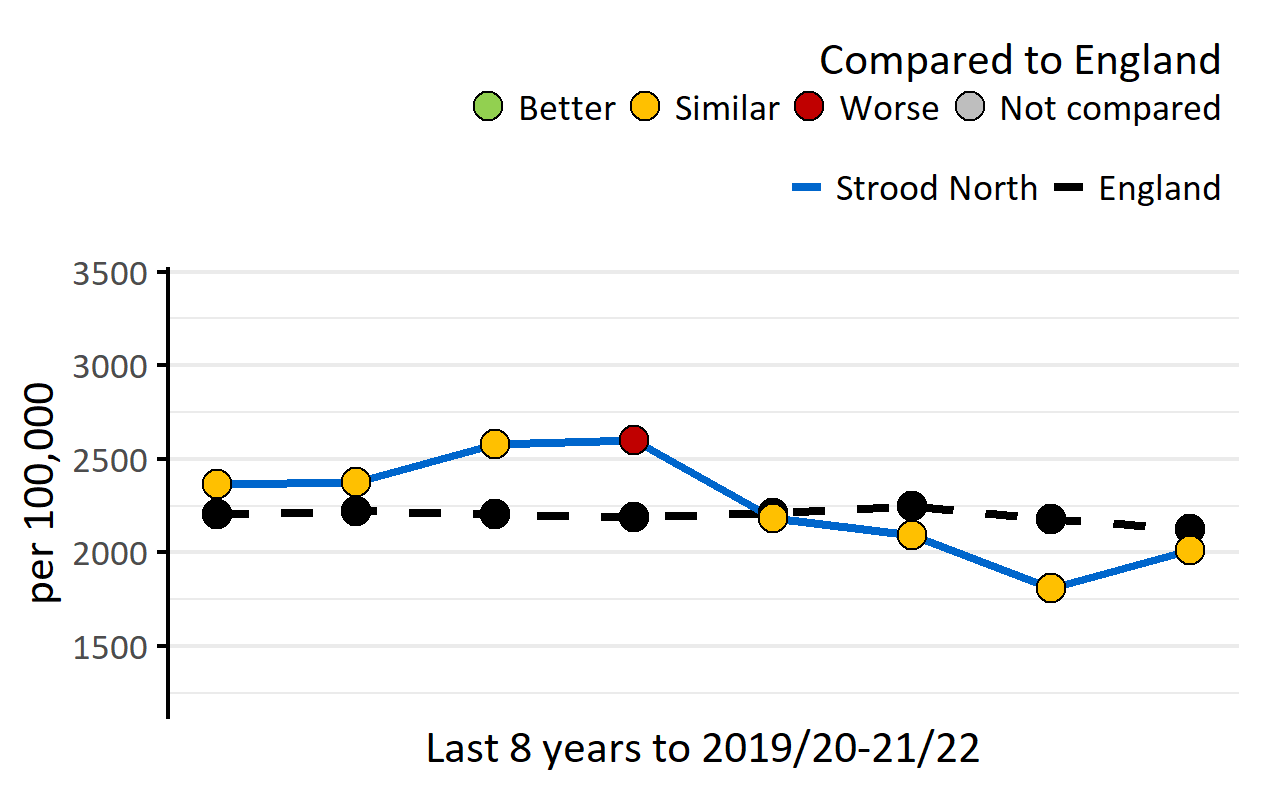 Compared to England
Better Similar Worse Not compared
Strood North England
3500
3000
2500
2000
1500
per 100,000
Last 8 years to 2019/20-21/22